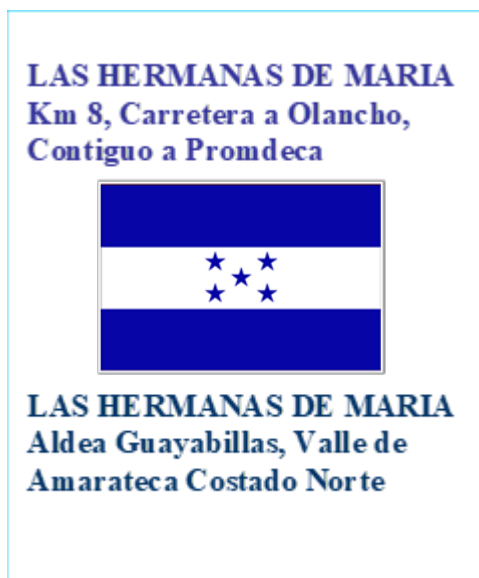 LAS HERMANAS DE MARIA
Km 8, Carretera a Olancho,
Contiguo a Promdeca
LAS HERMANAS DE MARIA
Aldea Guayabillas, Valle de
Amarateca Costado Norte